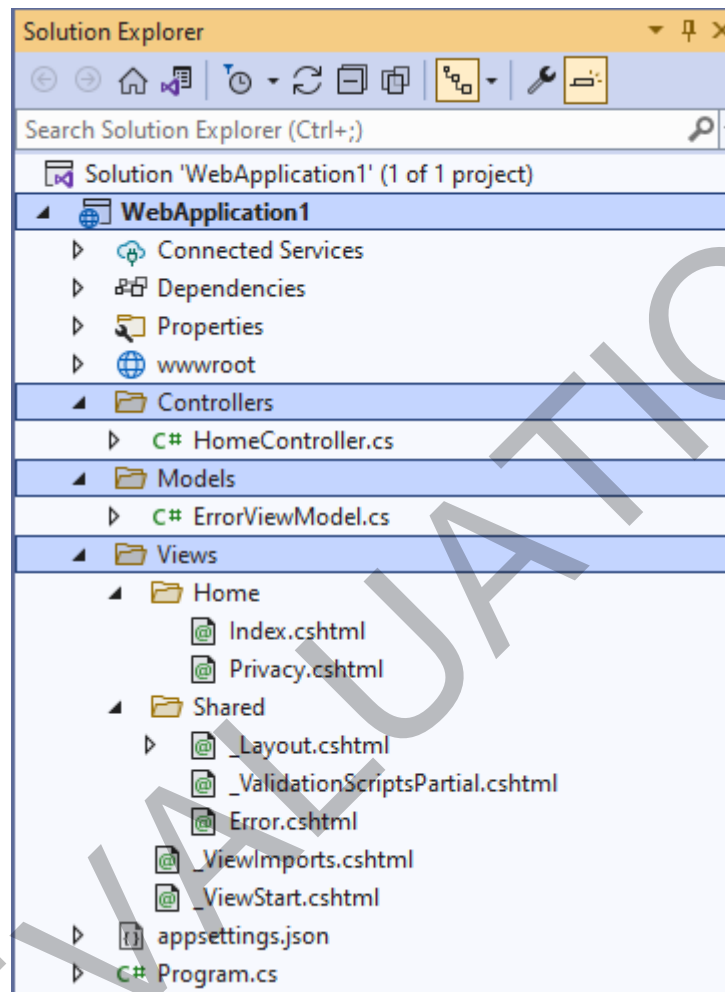 Solution Explorer
Search Solution Explorer (Ctrl+;)
Solution 'WebApplication1' (1 of 1 project)
WebApplication1
Connected Services
Dependencies
Properties
wwwroot
Controllers
C# HomeController.cs
Models
C# ErrorViewModel.cs
Views
Home
Index.cshtml
Privacy.cshtml
Shared
_Layout.cshtml
_ValidationScriptsPartial.cshtml
Error.cshtml
_ViewImports.cshtml
_ViewStart.cshtml
appsettings.json
C# Program.cs